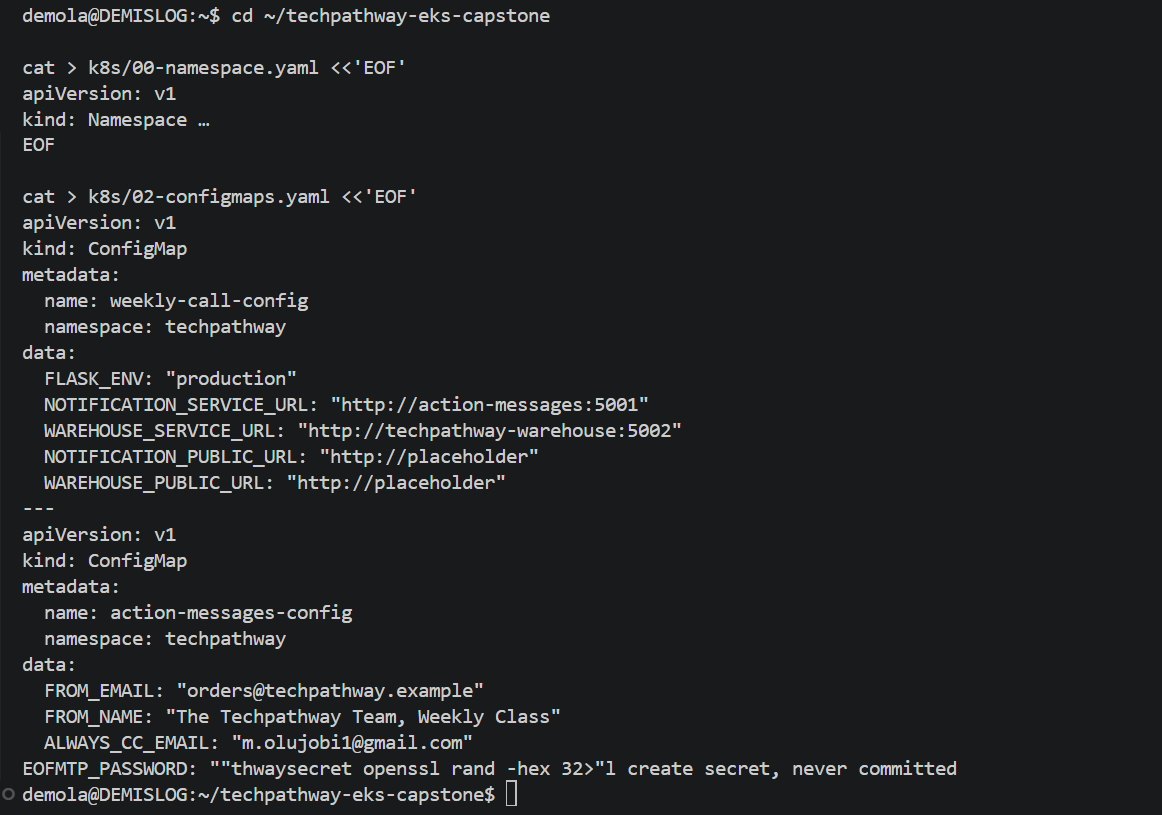 demola@DEMISLOG:~$ cd ~/techpathway-eks-capstone
cat > k8s/00-namespace.yaml <<'EOF'
apiVersion: v1
kind: Namespace …
EOF
cat > k8s/02-configmaps.yaml <<'EOF'
apiVersion: v1
kind: ConfigMap
metadata:
  name: weekly-call-config
  namespace: techpathway
data:
  FLASK_ENV: "production"
  NOTIFICATION_SERVICE_URL: "http://action-messages:5001"
  WAREHOUSE_SERVICE_URL: "http://techpathway-warehouse:5002"
  NOTIFICATION_PUBLIC_URL: "http://placeholder"
  WAREHOUSE_PUBLIC_URL: "http://placeholder"
---
apiVersion: v1
kind: ConfigMap
metadata:
  name: action-messages-config
  namespace: techpathway
data:
  FROM_EMAIL: "orders@techpathway.example"
  FROM_NAME: "The Techpathway Team, Weekly Class"
  ALWAYS_CC_EMAIL: "m.olujobi1@gmail.com"
EOFMTP_PASSWORD: ""thwaysecret openssl rand -hex 32>"l create secret, never committed
demola@DEMISLOG:~/techpathway-eks-capstone$